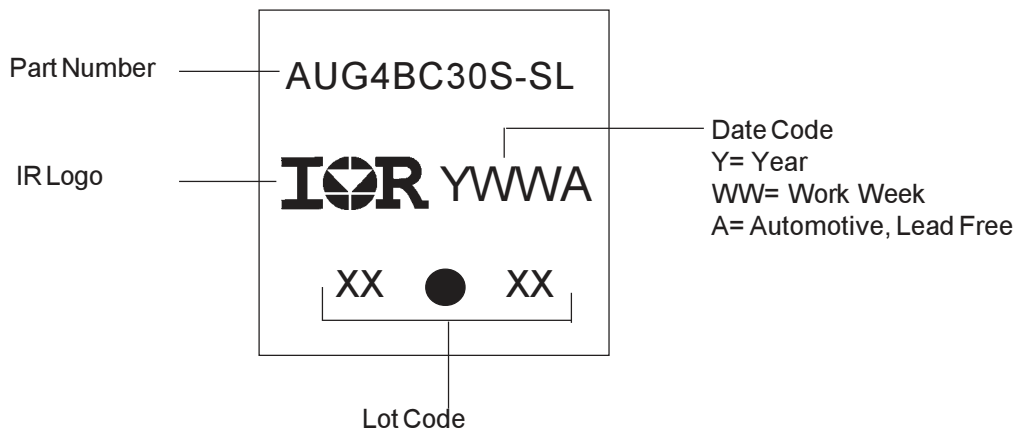 Part Number
AUG4BC30S-SL
IR Logo
IOR YWWA
Date Code
Y= Year
WW= Work Week
A= Automotive, Lead Free
XX XX
Lot Code